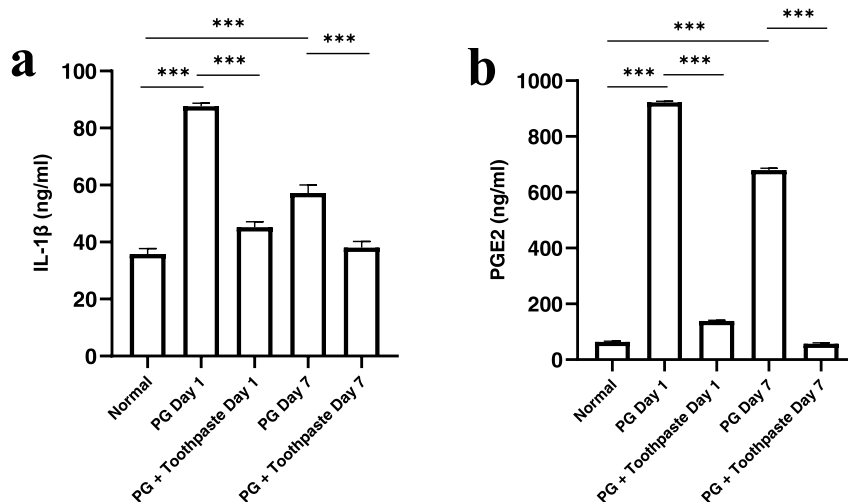 a
***
***
***
***
IL-1β (ng/ml)
100
80
60
40
20
0
Normal
PG Day 1
PG + Toothpaste Day 1
PG Day 7
PG + Toothpaste Day 7
b
***
***
***
***
PGE2 (ng/ml)
1000
800
600
400
200
0
Normal
PG Day 1
PG + Toothpaste Day 1
PG Day 7
PG + Toothpaste Day 7